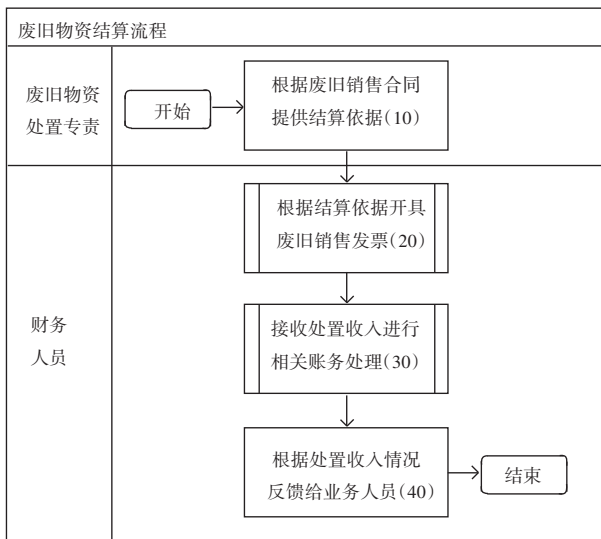 废旧物资结算流程
废旧物资
处置专责
开始
根据废旧销售合同
提供结算依据(10)
财务
人员
根据结算依据开具
废旧销售发票(20)
接收处置收入进行
相关账务处理(30)
根据处置收入情况
反馈给业务人员(40)
结束